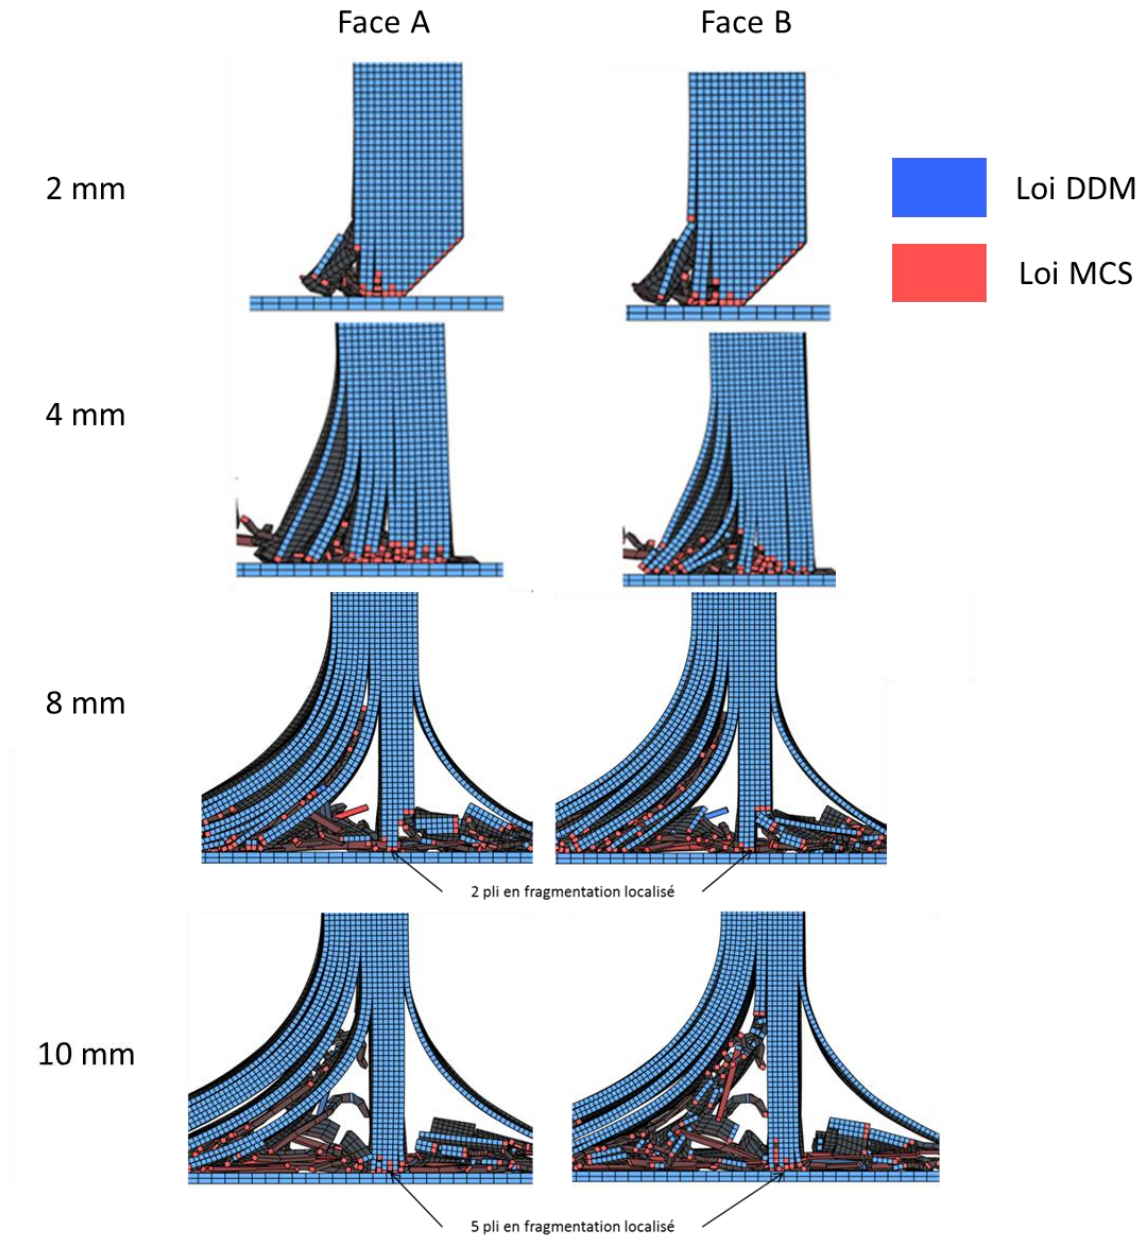 Face A
Face B
2 mm
Loi DDM
Loi MCS
4 mm
8 mm
2 pli en fragmentation localisé
10 mm
5 pli en fragmentation localisé